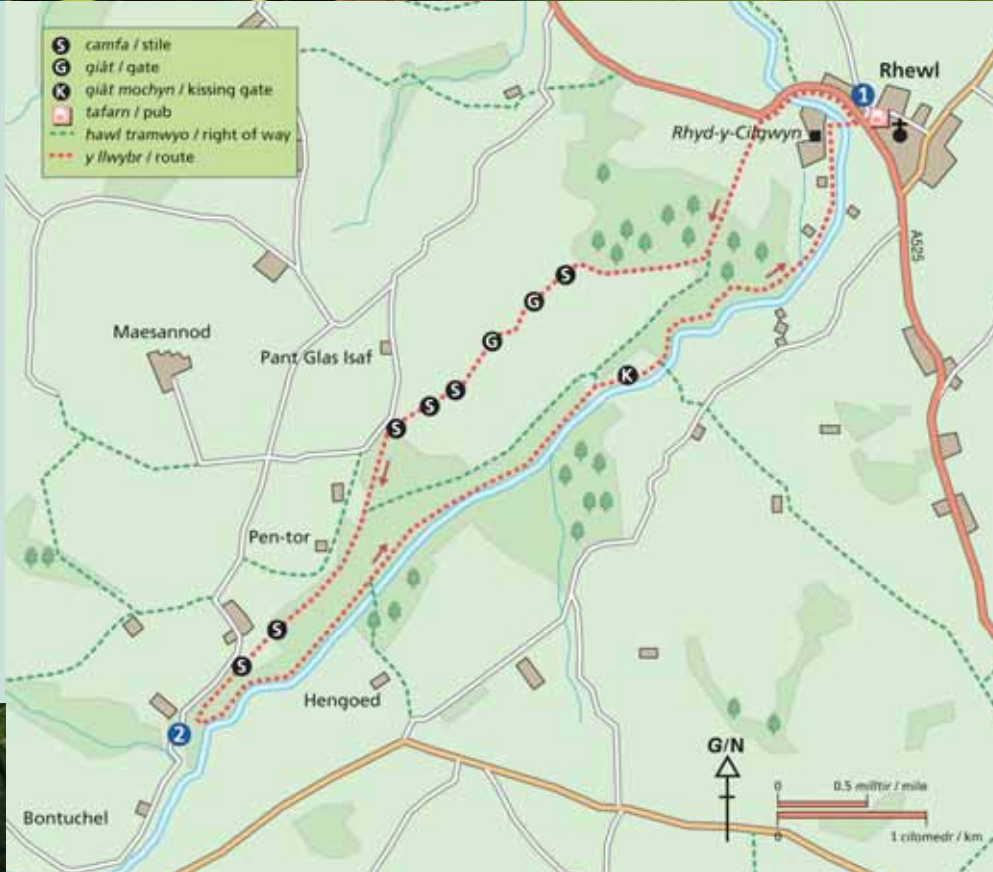 S camfa / stile
G giât / gate
K giât mochyn / kissing gate
tafarn / pub
hawl tramwyo / right of way
y llwybr / route
Rhewl
1
Rhyd-y-Cilgwyn
A525
S
G
G
Maesannod
Pant Glas Isaf
S
S
S
K
Pen-tor
S
S
Hengoed
2
G/N
Bontuchel
0 0.5 milltir / mile
0 1 cilomedr / km